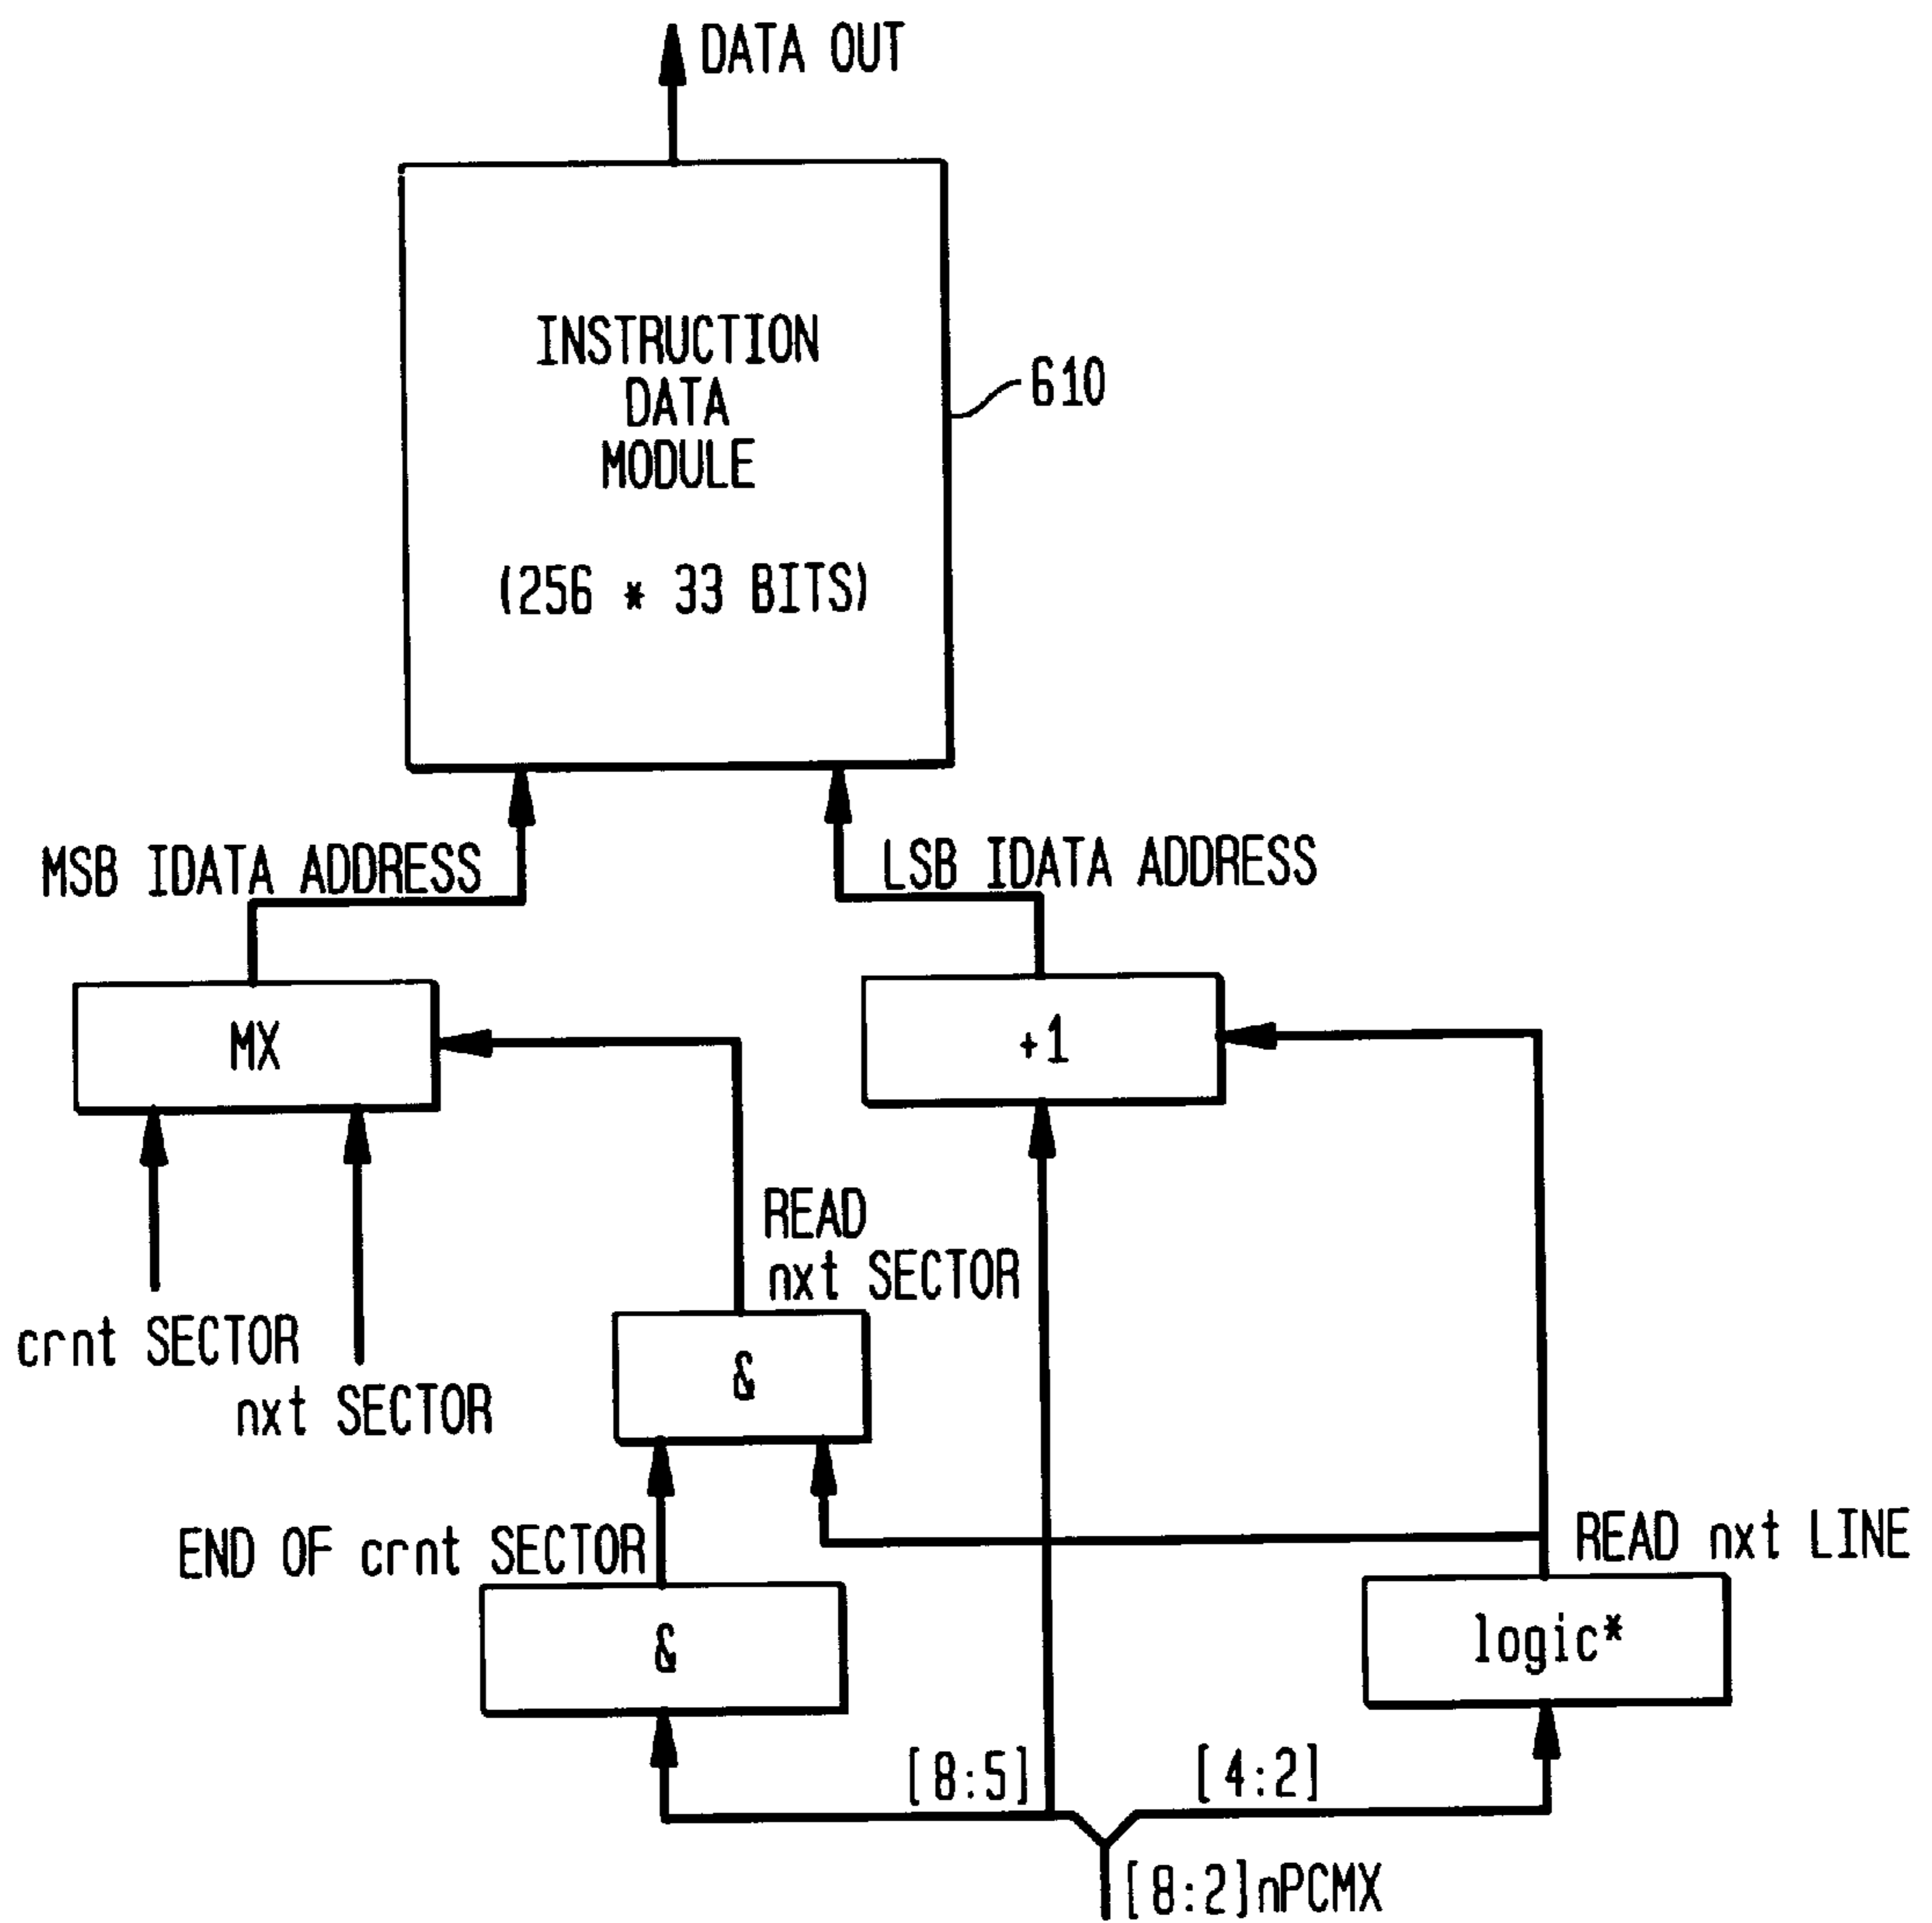 DATA OUT
INSTRUCTION
DATA
MODULE
610
(256 * 33 BITS)
MSB IDATA ADDRESS
LSB IDATA ADDRESS
MX
+1
READ
nxt SECTOR
crnt SECTOR
nxt SECTOR
&
END OF crnt SECTOR
READ nxt LINE
&
logic*
[8:5]
[4:2]
[8:2]nPCMX